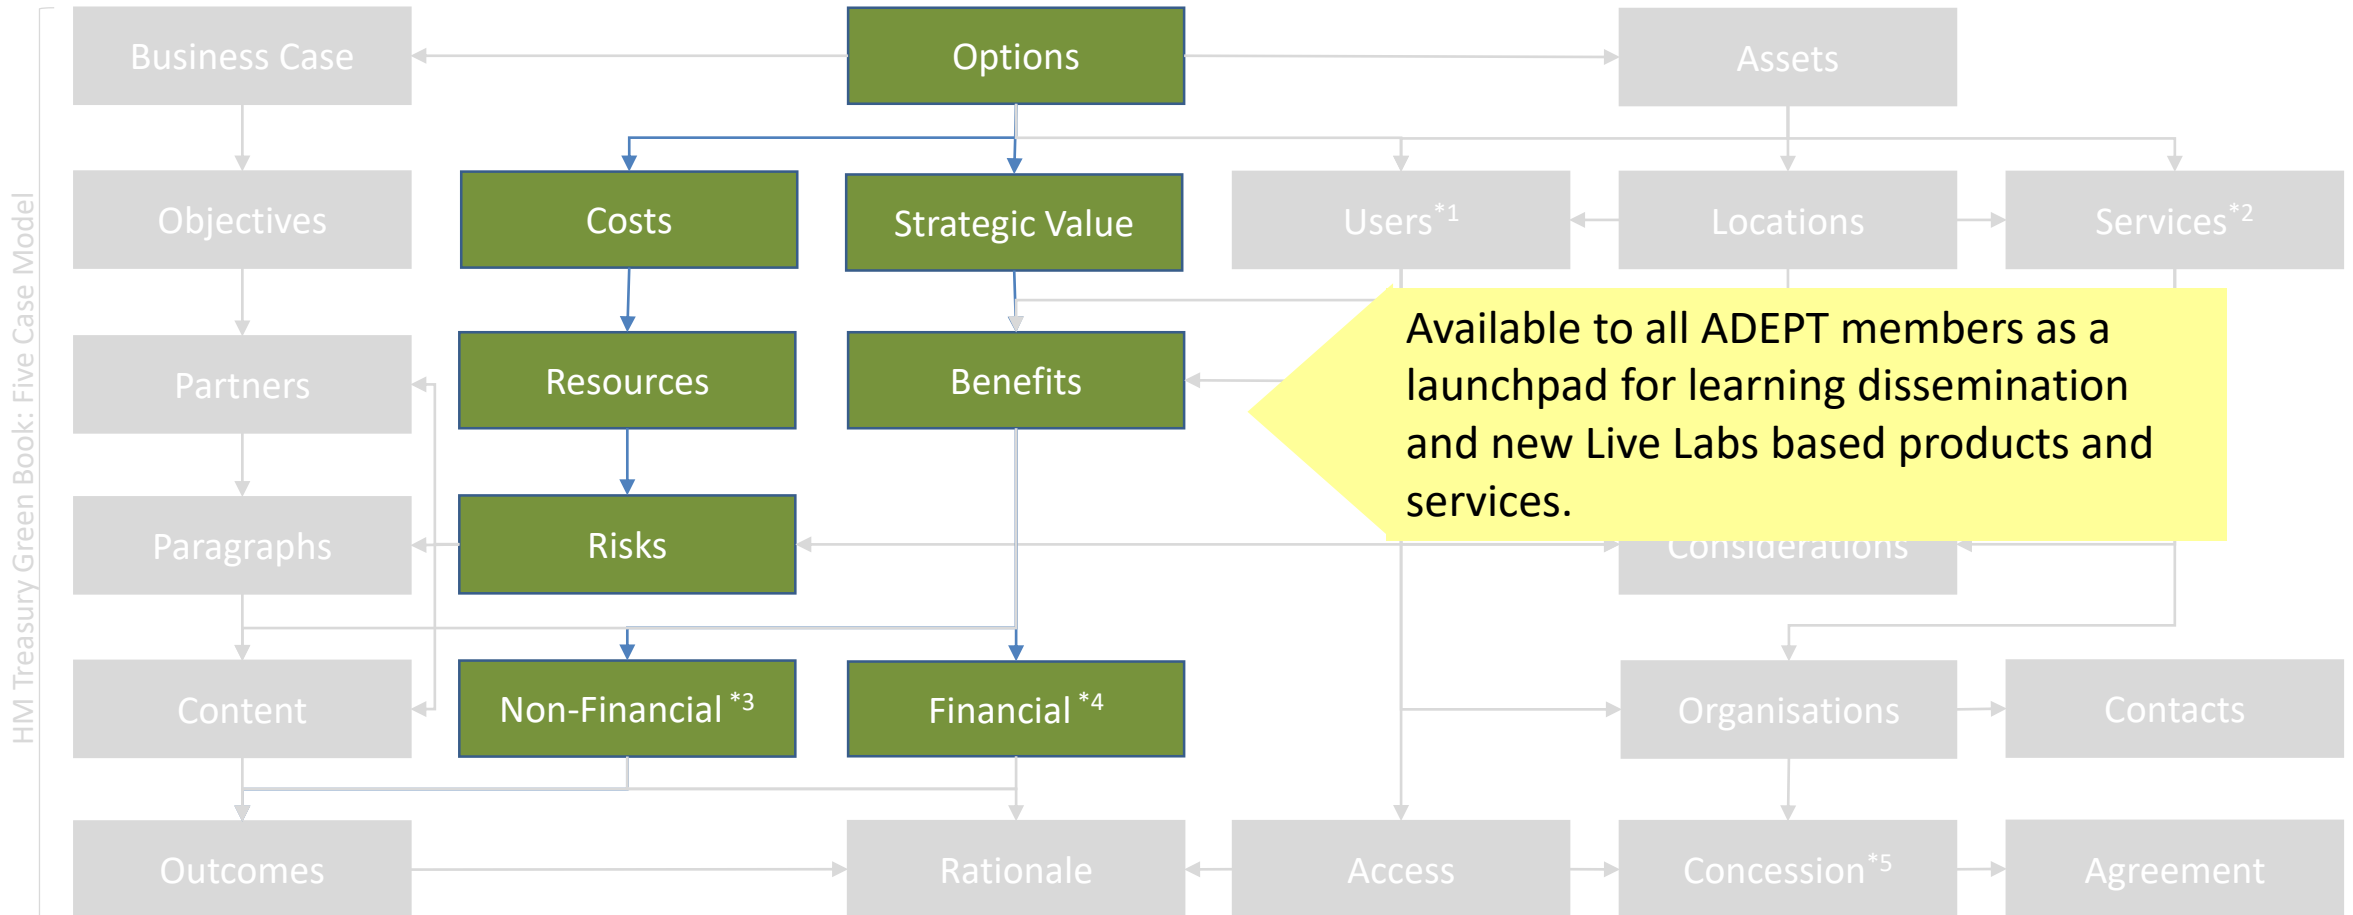 HM Treasury Green Book: Five Case Model
Business Case
Options
Assets
Objectives
Costs
Strategic Value
Users*1
Locations
Services*2
Partners
Resources
Benefits
Available to all ADEPT members as a
launchpad for learning dissemination
and new Live Labs based products and
services.
Paragraphs
Risks
Considerations
Content
Non-Financial *3
Financial *4
Organisations
Contacts
Outcomes
Rationale
Access
Concession*5
Agreement